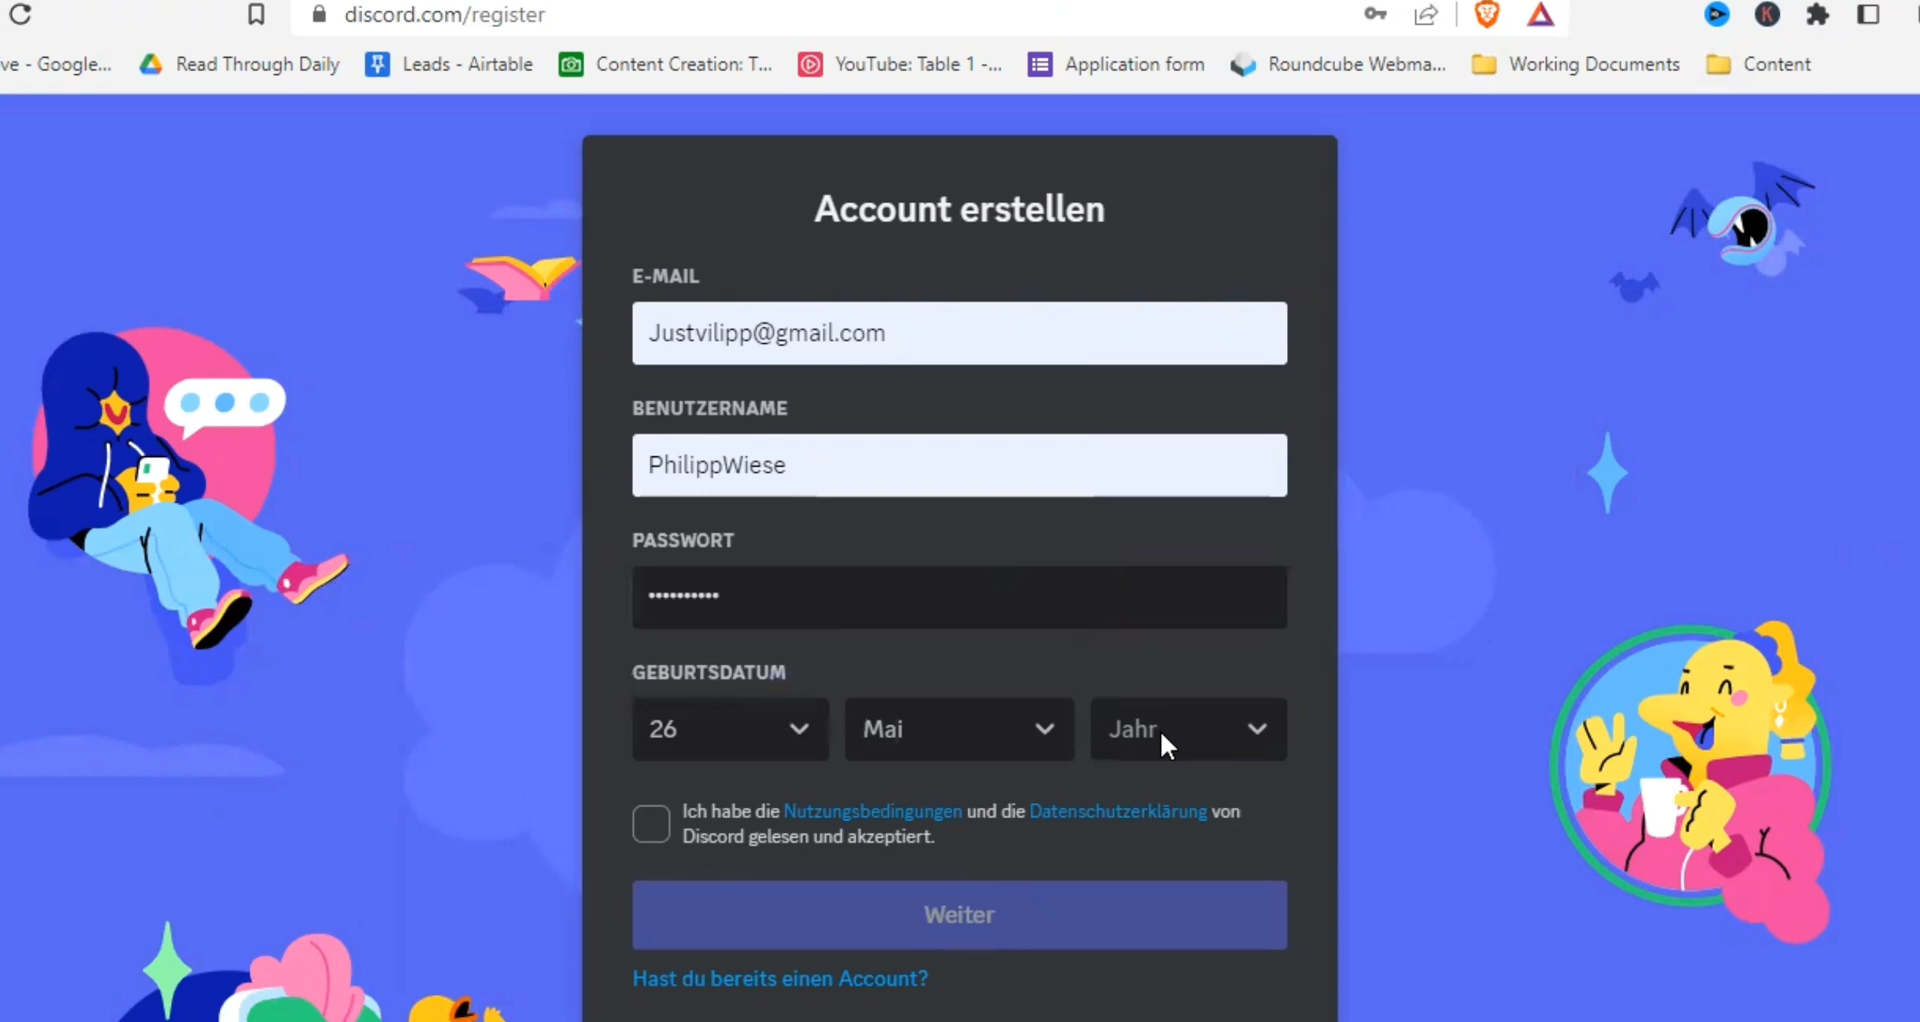 discord.com/register
ve - Google...
Read Through Daily
Leads - Airtable
Content Creation: T...
YouTube: Table 1 -...
Application form
Roundcube Webma...
Working Documents
Content
K
Account erstellen
E-MAIL
Justvilipp@gmail.com
BENUTZERNAME
PhilippWiese
PASSWORT
••••••••••
GEBURTSDATUM
26
Mai
Jahr
Ich habe die Nutzungsbedingungen und die Datenschutzerklärung von
Discord gelesen und akzeptiert.
Weiter
Hast du bereits einen Account?